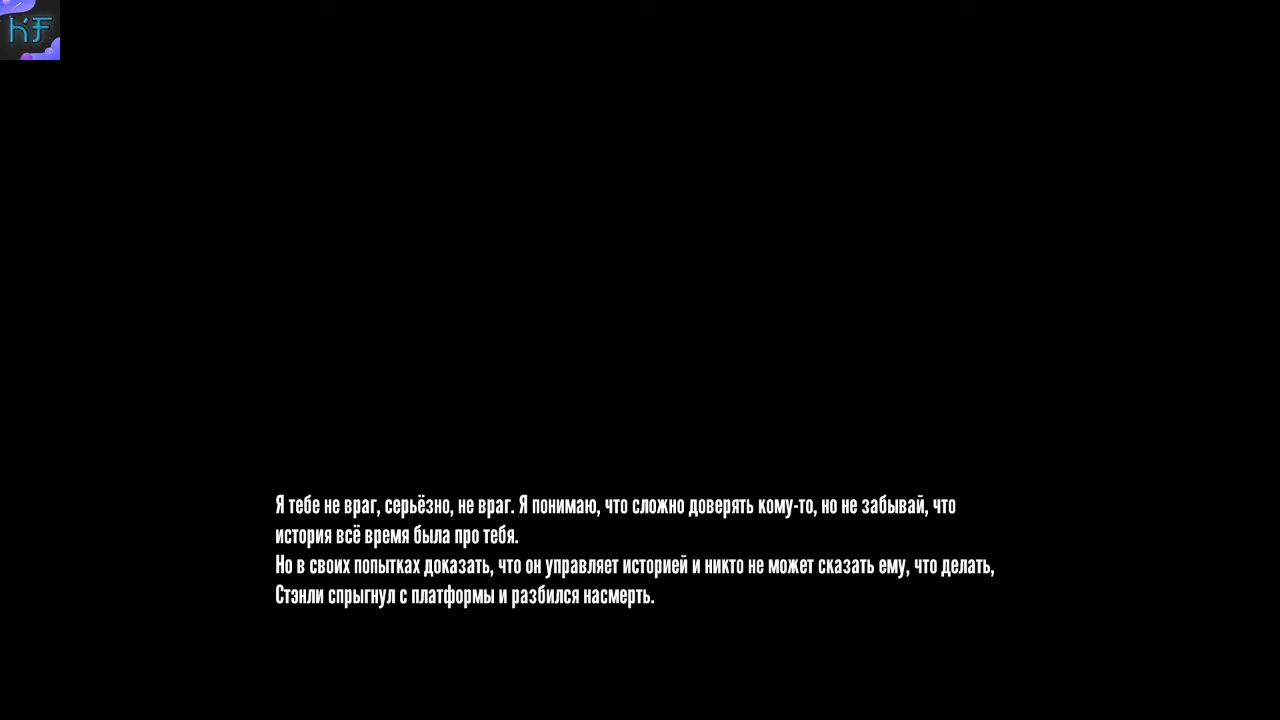 KF
Я тебе не враг, серьёзно, не враг. Я понимаю, что сложно доверять кому-то, но не забывай, что
история всё время была про тебя.
Но в своих попытках доказать, что он управляет историей и никто не может сказать ему, что делать,
Стэнли спрыгнул с платформы и разбился насмерть.